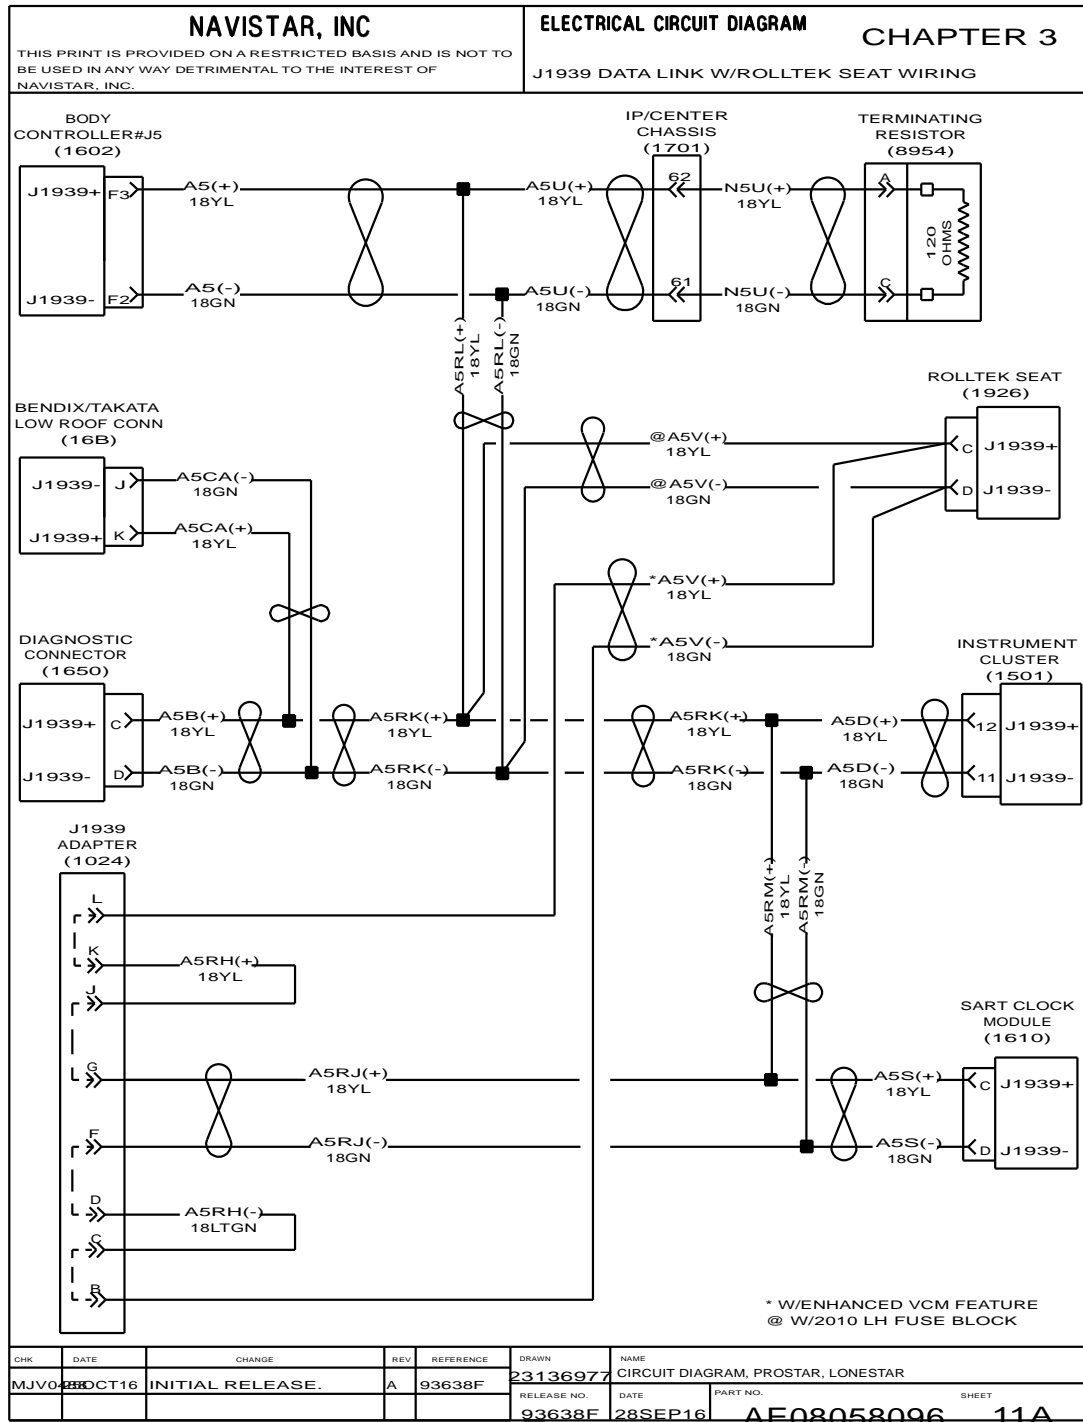 NAVISTAR, INC
THIS PRINT IS PROVIDED ON A RESTRICTED BASIS AND IS NOT TO
BE USED IN ANY WAY DETRIMENTAL TO THE INTEREST OF
NAVISTAR, INC.
ELECTRICAL CIRCUIT DIAGRAM
CHAPTER 3
J1939 DATA LINK W/ROLLTEK SEAT WIRING
BODY
CONTROLLER#J5
(1602)
J1939+ F3
J1939- F2
A5(+)
18YL
A5(-)
18GN
A5U(+)
18YL
A5U(-)
18GN
IP/CENTER
CHASSIS
(1701)
62
61
N5U(+)
18YL
N5U(-)
18GN
TERMINATING
RESISTOR
(8954)
A
C
120
OHMS
A5RL(+)
18YL
A5RL(-)
18GN
BENDIX/TAKATA
LOW ROOF CONN
(16B)
J1939- J
J1939+ K
A5CA(-)
18GN
A5CA(+)
18YL
@A5V(+)
18YL
@A5V(-)
18GN
ROLLTEK SEAT
(1926)
C J1939+
D J1939-
*A5V(+)
18YL
*A5V(-)
18GN
DIAGNOSTIC
CONNECTOR
(1650)
J1939+ C
J1939- D
A5B(+)
18YL
A5B(-)
18GN
A5RK(+)
18YL
A5RK(-)
18GN
A5RK(+)
18YL
A5RK(-)
18GN
A5D(+)
18YL
A5D(-)
18GN
INSTRUMENT
CLUSTER
(1501)
12 J1939+
11 J1939-
J1939
ADAPTER
(1024)
L
K
J
G
F
D
C
B
A5RH(+)
18YL
A5RJ(+)
18YL
A5RJ(-)
18GN
A5RH(-)
18LTGN
A5RM(+)
18YL
A5RM(-)
18GN
A5S(+)
18YL
A5S(-)
18GN
SART CLOCK
MODULE
(1610)
C J1939+
D J1939-
* W/ENHANCED VCM FEATURE
@ W/2010 LH FUSE BLOCK
CHK DATE CHANGE REV REFERENCE
OCT16 INITIAL RELEASE. A 93638F
DRAWN
23136977
NAME
CIRCUIT DIAGRAM, PROSTAR, LONESTAR
RELEASE NO.
93638F
DATE
28SEP16
PART NO.
AE08058096
SHEET
11A